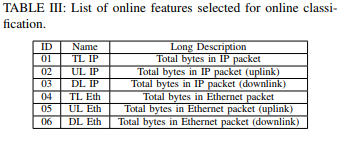 TABLE III: List of online features selected for online classi-
fication.
ID Name Long Description
01 TL IP Total bytes in IP packet
02 UL IP Total bytes in IP packet (uplink)
03 DL IP Total bytes in IP packet (downlink)
04 TL Eth Total bytes in Ethernet packet
05 UL Eth Total bytes in Ethernet packet (uplink)
06 DL Eth Total bytes in Ethernet packet (downlink)